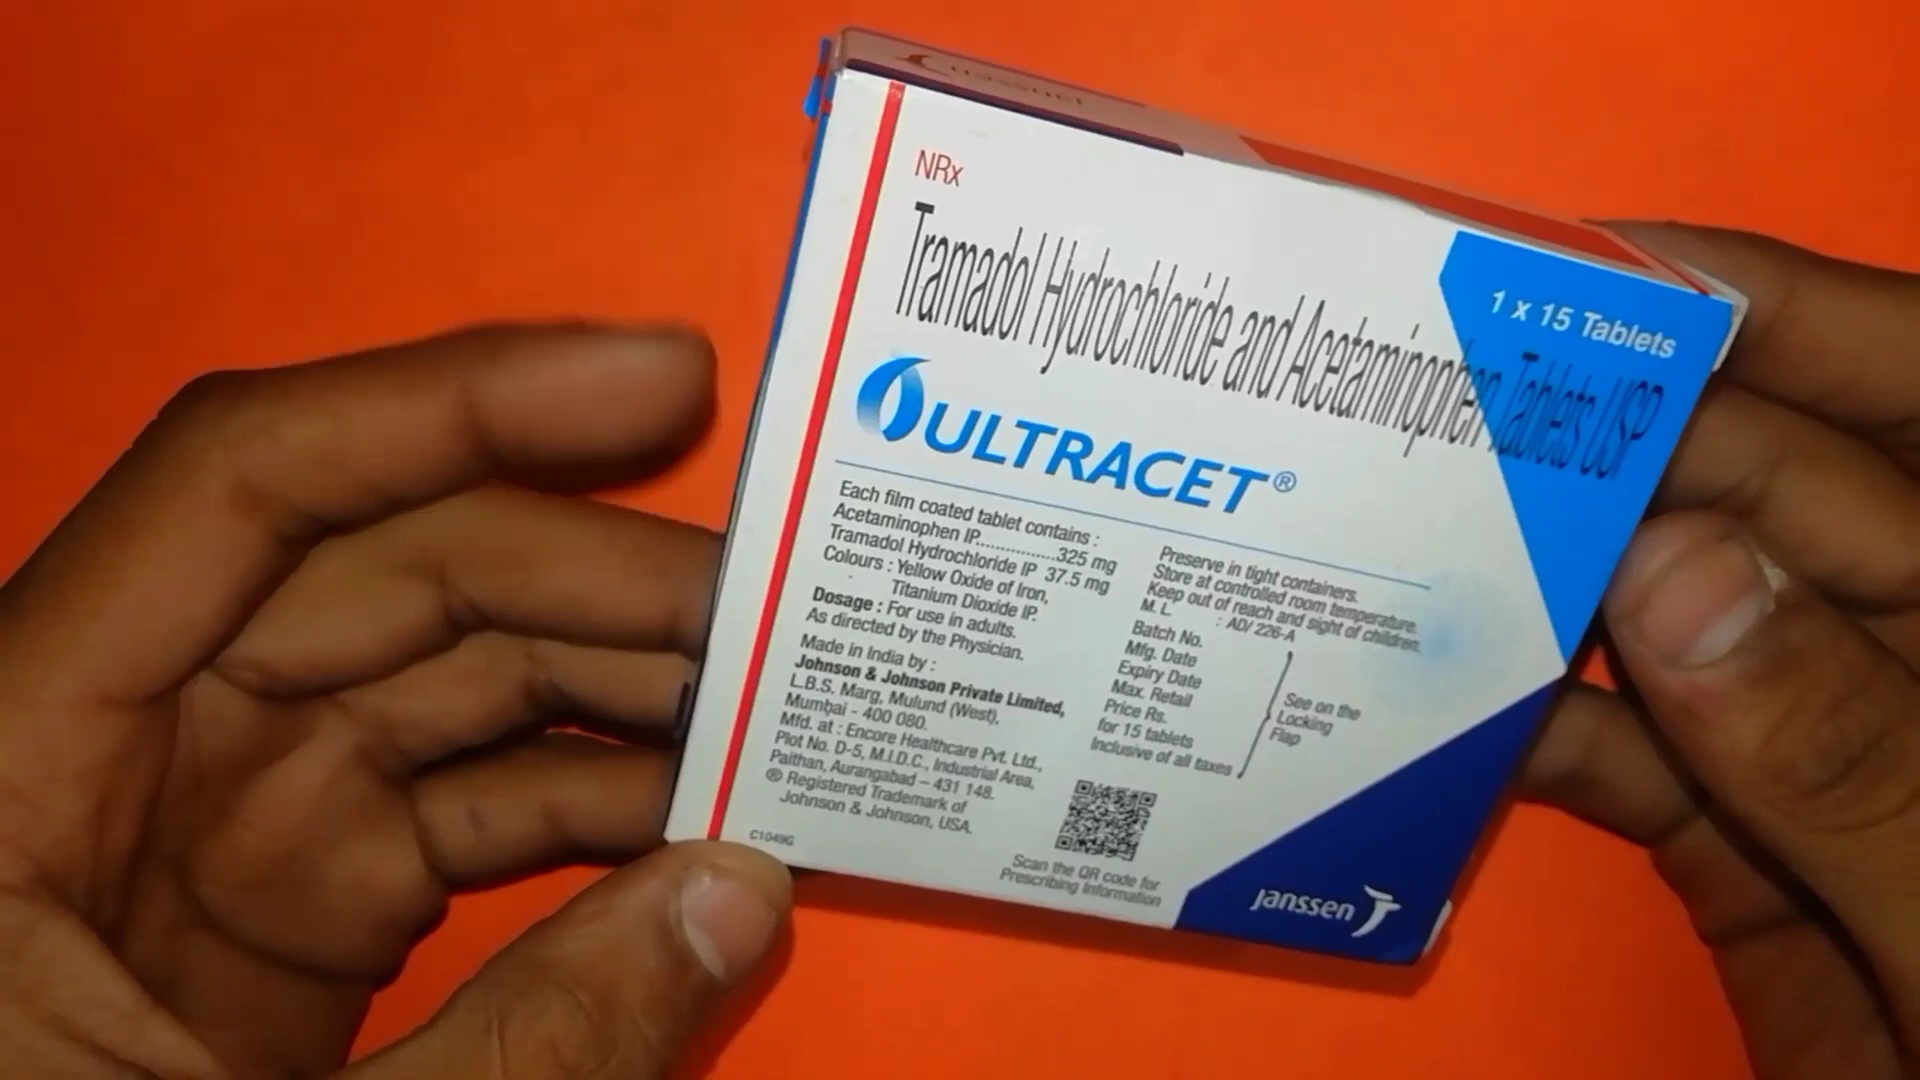 Janssen
NRx
Tramadol Hydrochloride and Acetaminophen Tablets USP
1 x 15 Tablets
ULTRACET®
Each film coated tablet contains :
Acetaminophen IP...............325 mg
Tramadol Hydrochloride IP 37.5 mg
Colours : Yellow Oxide of Iron,
Titanium Dioxide IP.
Dosage : For use in adults.
As directed by the Physician.
Made in India by :
Johnson & Johnson Private Limited,
L.B.S. Marg, Mulund (West),
Mumbai - 400 080.
Mfd. at : Encore Healthcare Pvt. Ltd.,
Plot No. D-5, M.I.D.C., Industrial Area,
Paithan, Aurangabad – 431 148.
® Registered Trademark of
Johnson & Johnson, USA.
C1049G
Preserve in tight containers.
Store at controlled room temperature.
Keep out of reach and sight of children.
M. L. : AD/ 226-A
Batch No.
Mfg. Date
Expiry Date
Max. Retail
Price Rs.
for 15 tablets
Inclusive of all taxes
See on the
Locking
Flap
Scan the QR code for
Prescribing Information
janssen